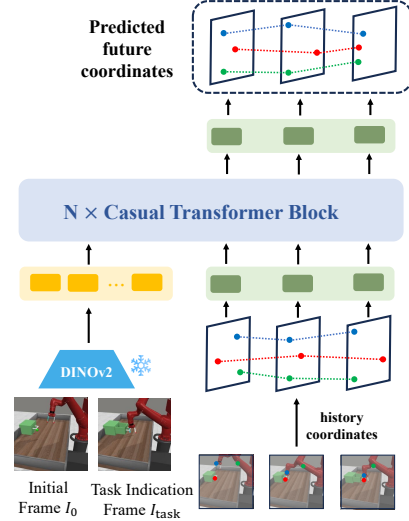 Predicted
future
coordinates
N × Casual Transformer Block
...
DINOv2
history
coordinates
Initial
Frame I₀
Task Indication
Frame Iₜₐₛₖ